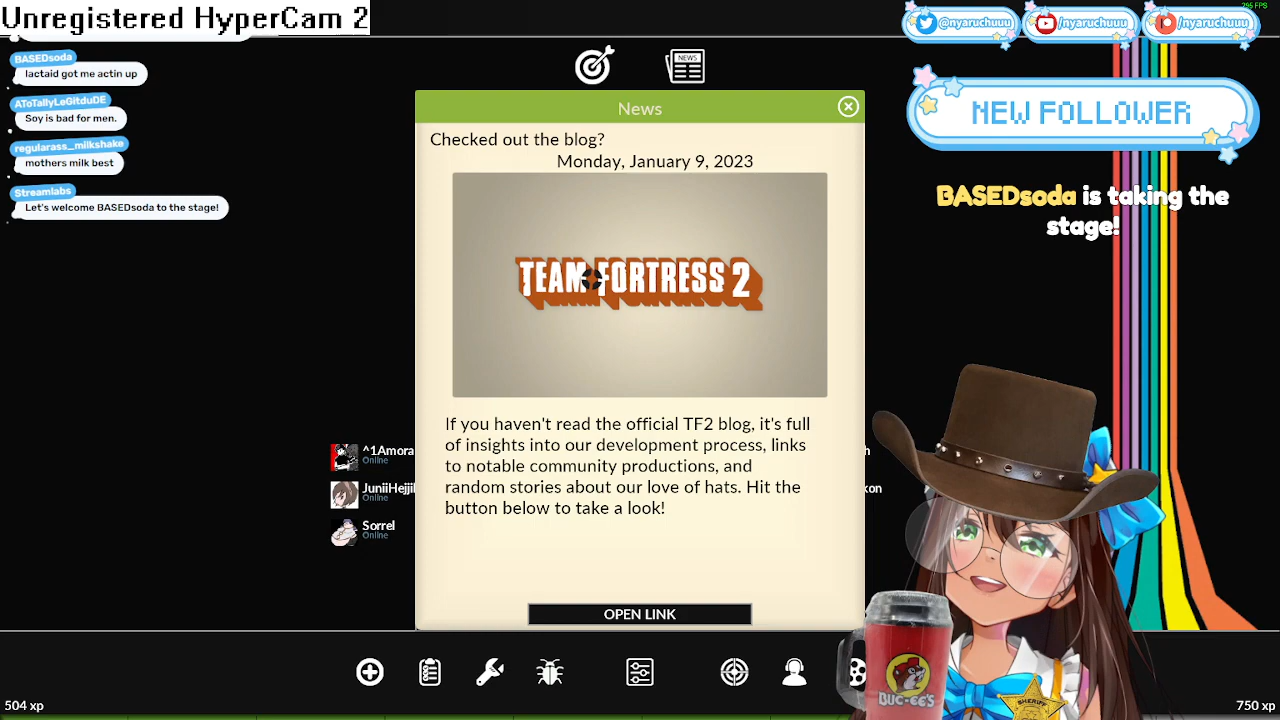 Unregistered HyperCam 2
295 FPS
@nyaruchuuu
/nyaruchuuu
/nyaruchuuu
BASEDsoda
lactaid got me actin up
AToTallyLeGitduDE
Soy is bad for men.
regularass_milkshake
mothers milk best
Streamlabs
Let's welcome BASEDsoda to the stage!
NEWS
News
Checked out the blog?
Monday, January 9, 2023
TEAM FORTRESS 2
If you haven't read the official TF2 blog, it's full
of insights into our development process, links
to notable community productions, and
random stories about our love of hats. Hit the
button below to take a look!
OPEN LINK
NEW FOLLOWER
BASEDsoda is taking the
stage!
^1Amora
Online
JuniiHejjil
Online
Sorrel
Online
BUC-EE'S
SHERIFF
504 xp
750 xp